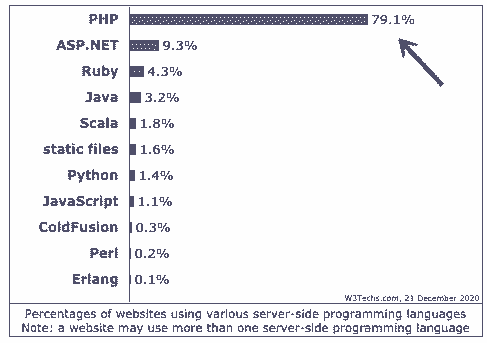 PHP 79.1%
ASP.NET 9.3%
Ruby 4.3%
Java 3.2%
Scala 1.8%
static files 1.6%
Python 1.4%
JavaScript 1.1%
ColdFusion 0.3%
Perl 0.2%
Erlang 0.1%
W3Techs.com, 23 December 2020
Percentages of websites using various server-side programming languages
Note: a website may use more than one server-side programming language